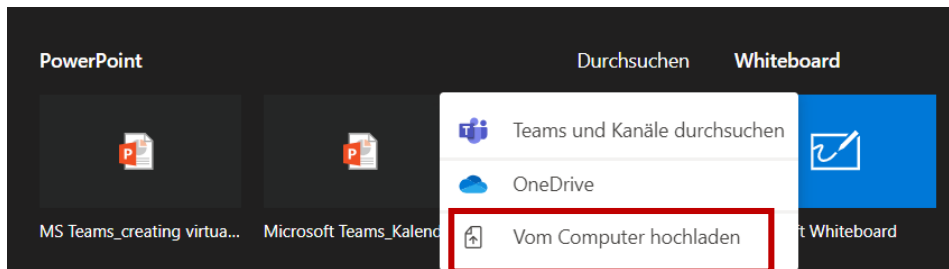 PowerPoint
Durchsuchen
Whiteboard
Teams und Kanäle durchsuchen
OneDrive
Vom Computer hochladen
MS Teams_creating virtua...
Microsoft Teams_Kalend
t Whiteboard